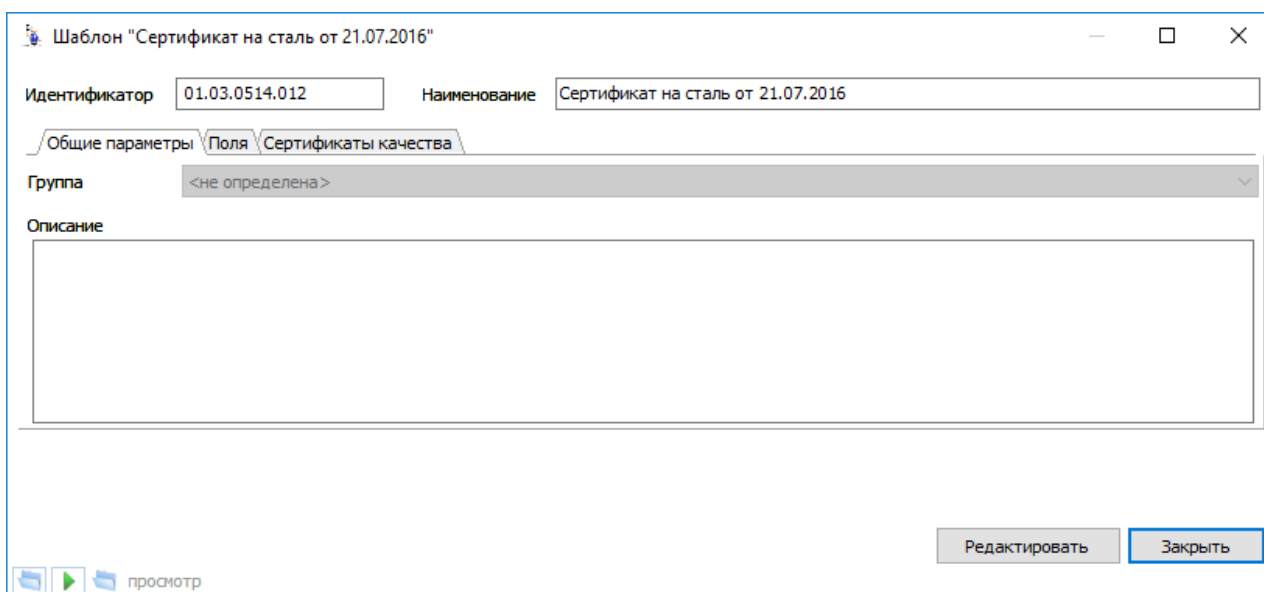 Шаблон "Сертификат на сталь от 21.07.2016"
Идентификатор 01.03.0514.012 Наименование Сертификат на сталь от 21.07.2016
Общие параметры Поля Сертификаты качества
Группа <не определена>
Описание
Редактировать Закрыть
просмотр